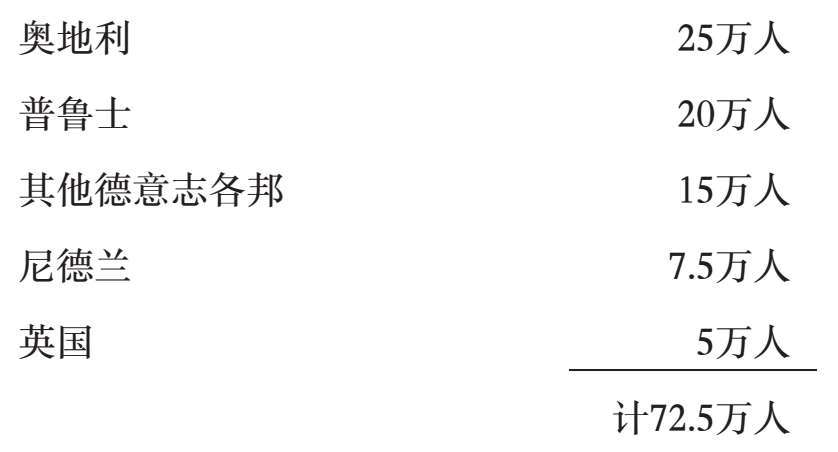 奥地利 25万人
普鲁士 20万人
其他德意志各邦 15万人
尼德兰 7.5万人
英国 5万人
计72.5万人